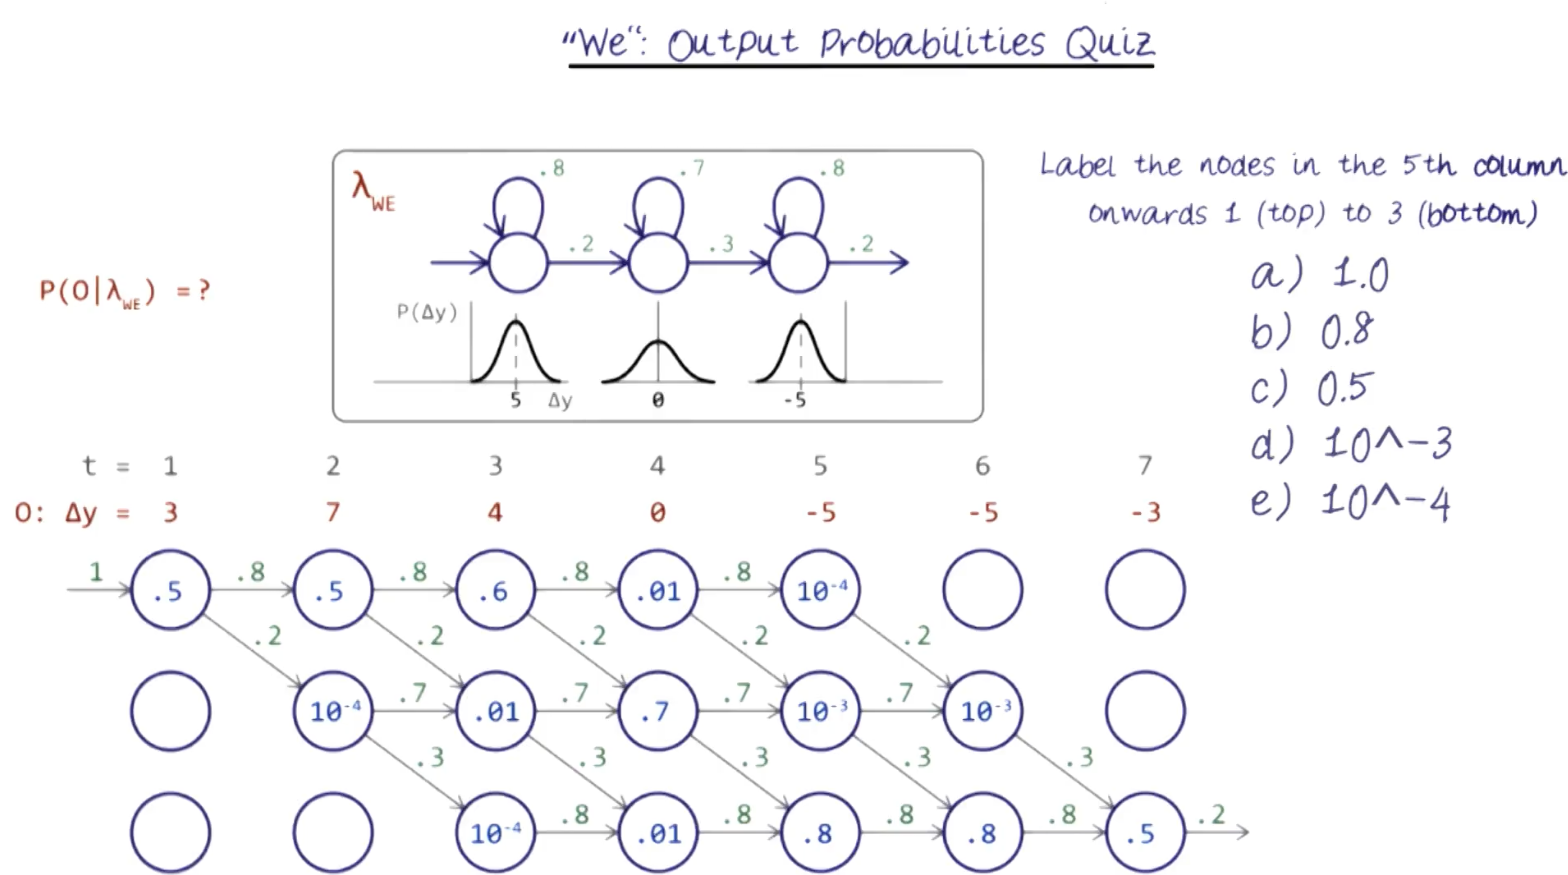 "We": Output Probabilities Quiz
Label the nodes in the 5th column
onwards 1 (top) to 3 (bottom)
a) 1.0
b) 0.8
c) 0.5
d) 10^-3
e) 10^-4
P(O|λWE) = ?
λWE
.8 .7 .8
.2 .3 .2
P(Δy)
5 Δy 0 -5
t = 1 2 3 4 5 6 7
O: Δy = 3 7 4 0 -5 -5 -3
1 .8 .8 .8 .8
.5 .5 .6 .01 10⁻⁴
.2 .2 .2 .2 .2
.7 .7 .7 .7
10⁻⁴ .01 .7 10⁻³ 10⁻³
.3 .3 .3 .3 .3
.8 .8 .8 .8 .2
10⁻⁴ .01 .8 .8 .5